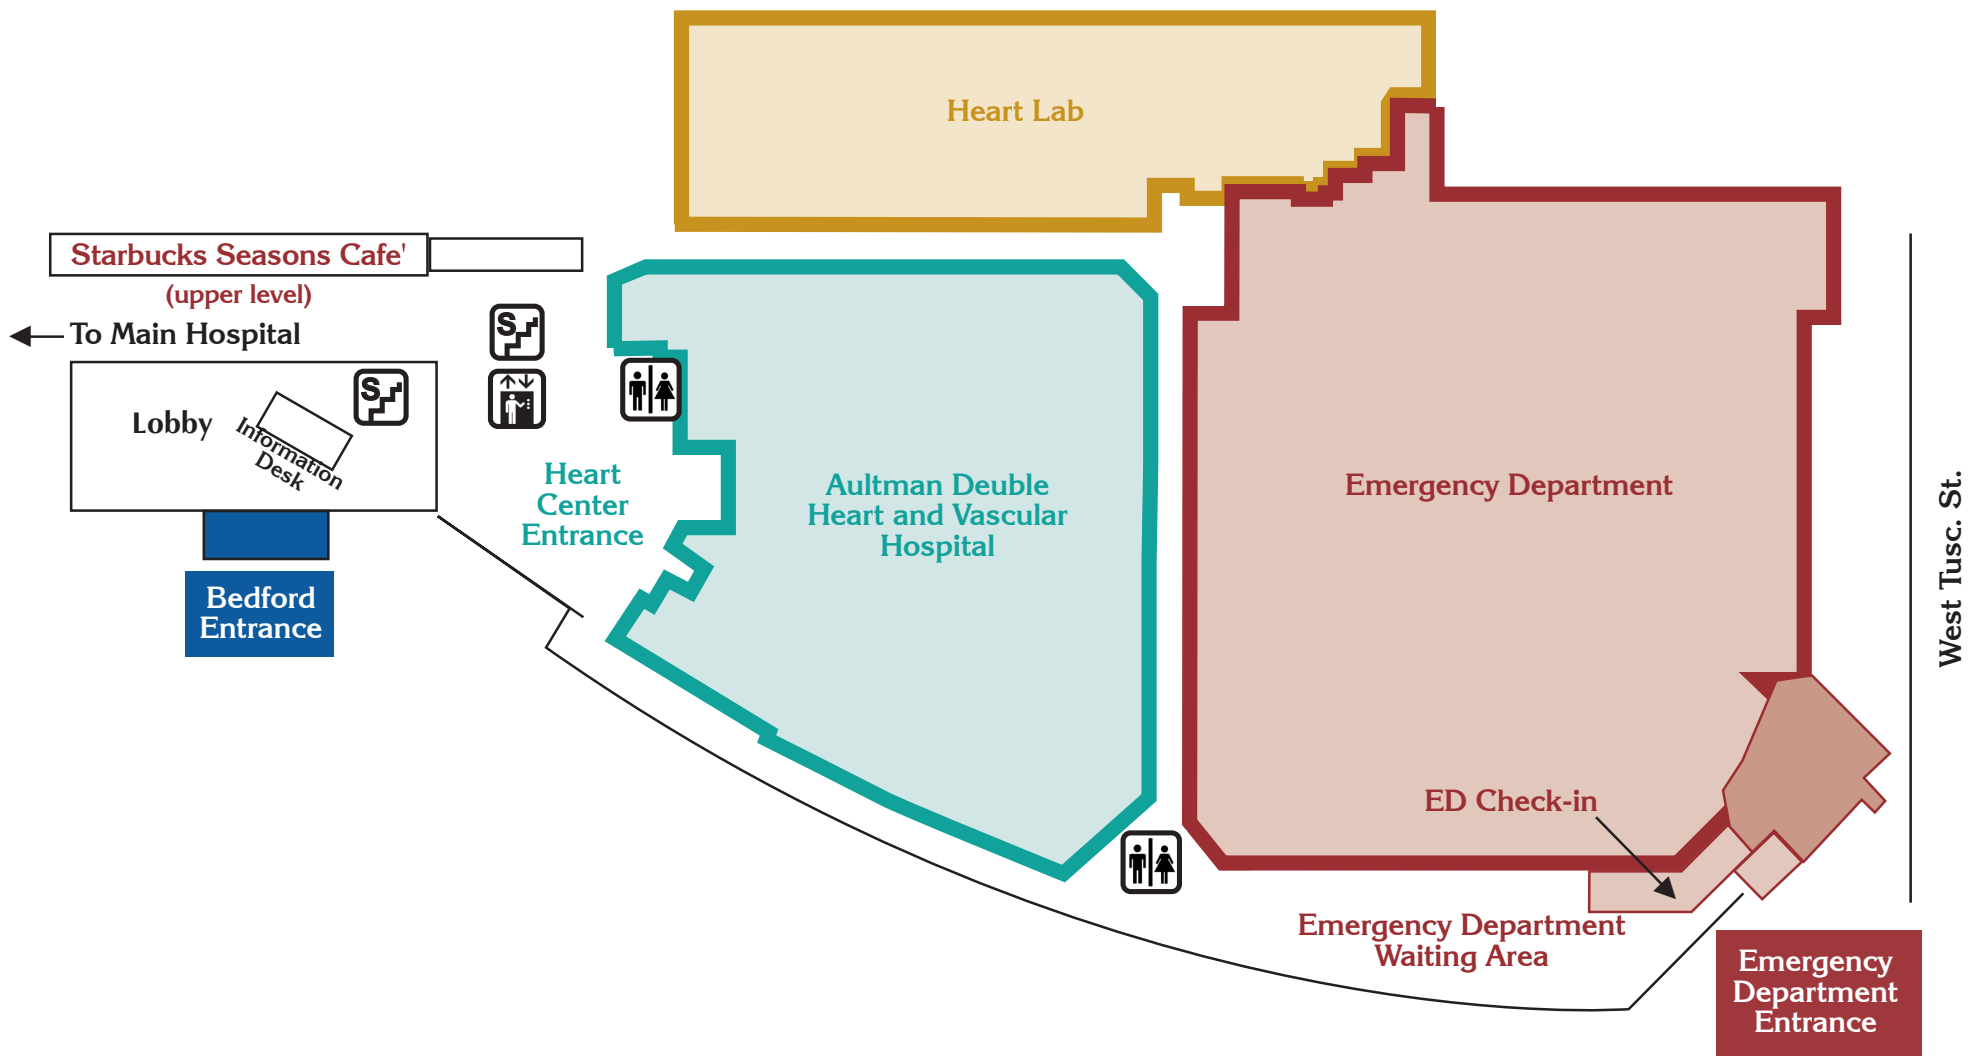 Heart Lab
Starbucks Seasons Cafe'
(upper level)
To Main Hospital
S
S
Lobby
Information
Desk
Heart
Center
Entrance
Aultman Deuble
Heart and Vascular
Hospital
Emergency Department
West Tusc. St.
Bedford
Entrance
ED Check-in
Emergency Department
Waiting Area
Emergency
Department
Entrance